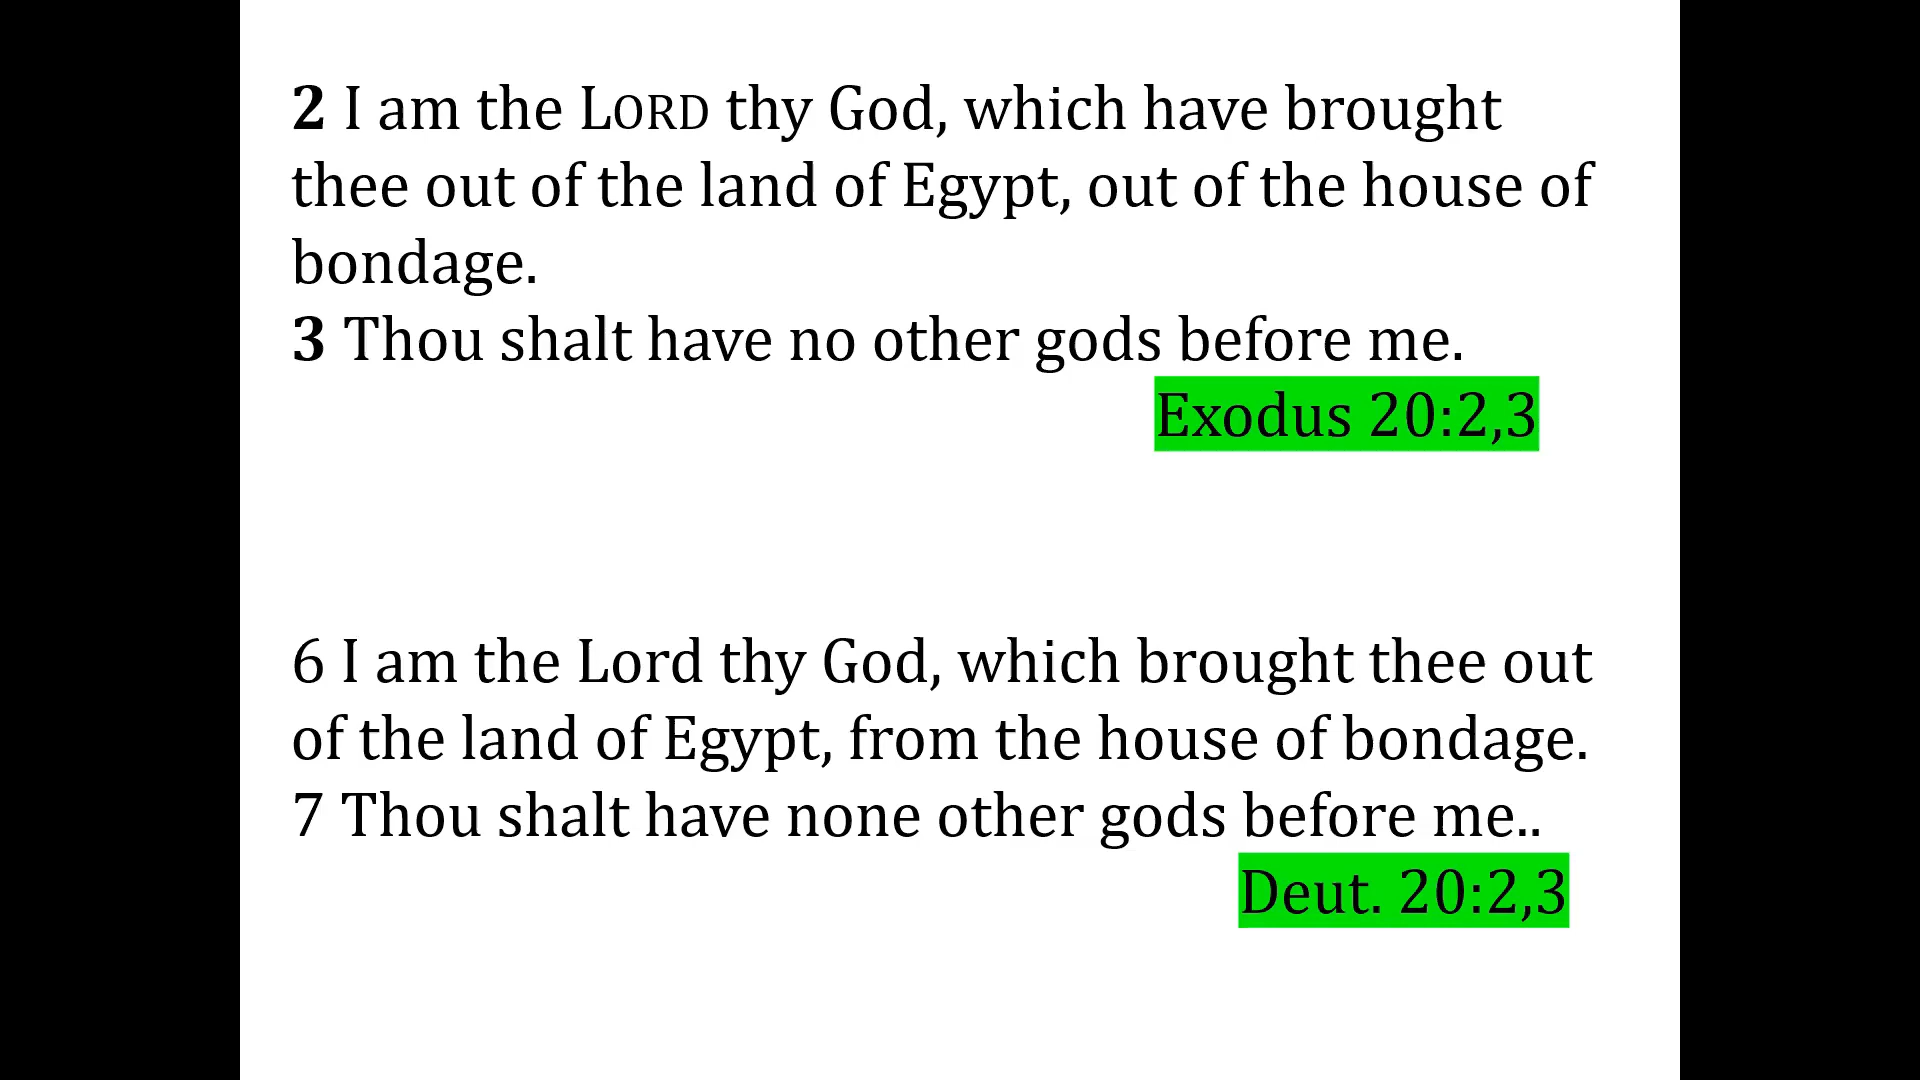 2 I am the LORD thy God, which have brought
thee out of the land of Egypt, out of the house of
bondage.
3 Thou shalt have no other gods before me.
Exodus 20:2,3
6 I am the Lord thy God, which brought thee out
of the land of Egypt, from the house of bondage.
7 Thou shalt have none other gods before me..
Deut. 20:2,3